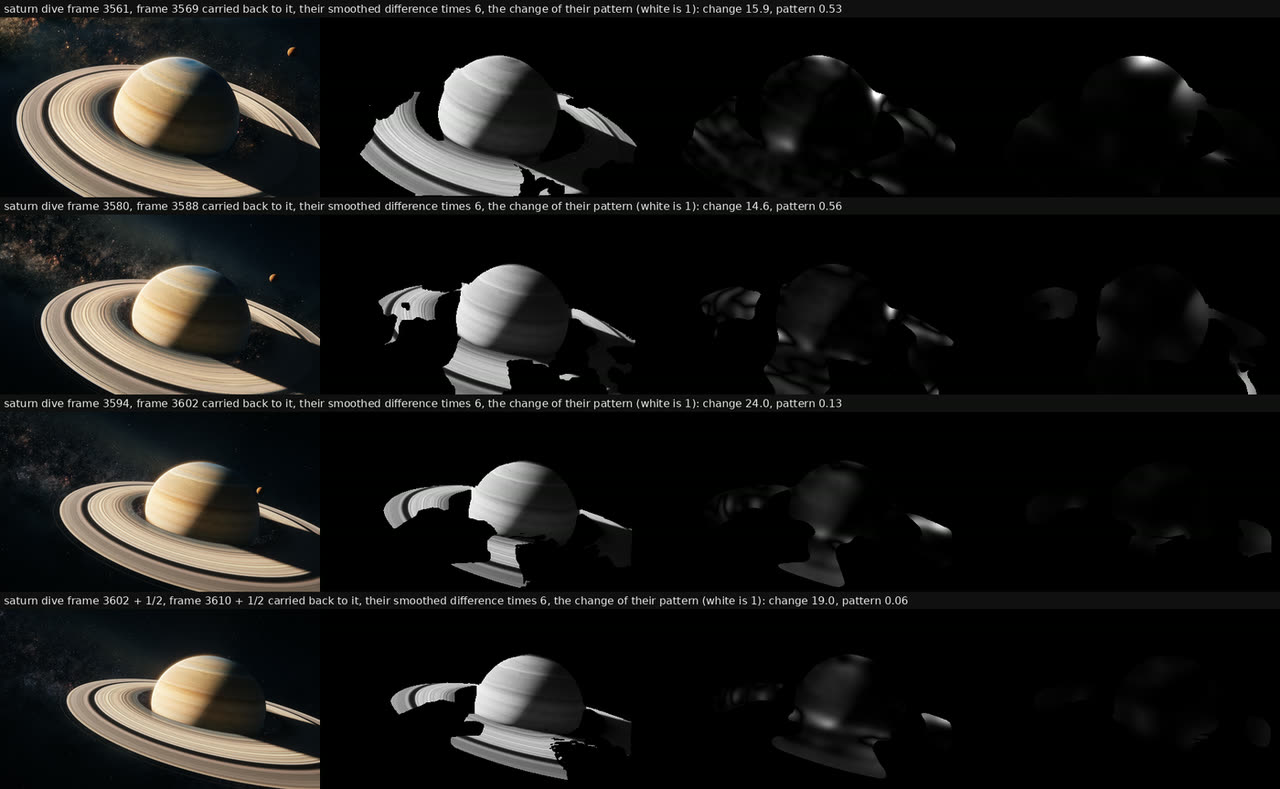 saturn dive frame 3561, frame 3569 carried back to it, their smoothed difference times 6, the change of their pattern (white is 1): change 15.9, pattern 0.53
saturn dive frame 3580, frame 3588 carried back to it, their smoothed difference times 6, the change of their pattern (white is 1): change 14.6, pattern 0.56
saturn dive frame 3594, frame 3602 carried back to it, their smoothed difference times 6, the change of their pattern (white is 1): change 24.0, pattern 0.13
saturn dive frame 3602 + 1/2, frame 3610 + 1/2 carried back to it, their smoothed difference times 6, the change of their pattern (white is 1): change 19.0, pattern 0.06